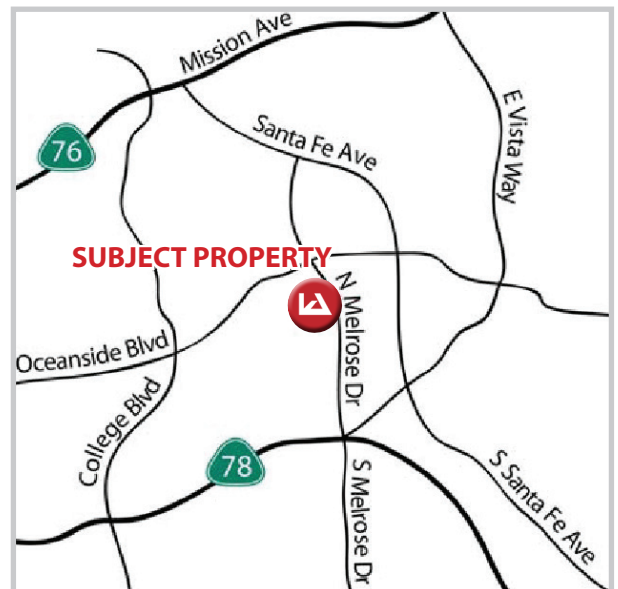 Mission Ave
76
Santa Fe Ave
E Vista Way
SUBJECT PROPERTY
N Melrose Dr
Oceanside Blvd
College Blvd
78
S Melrose Dr
S Santa Fe Ave